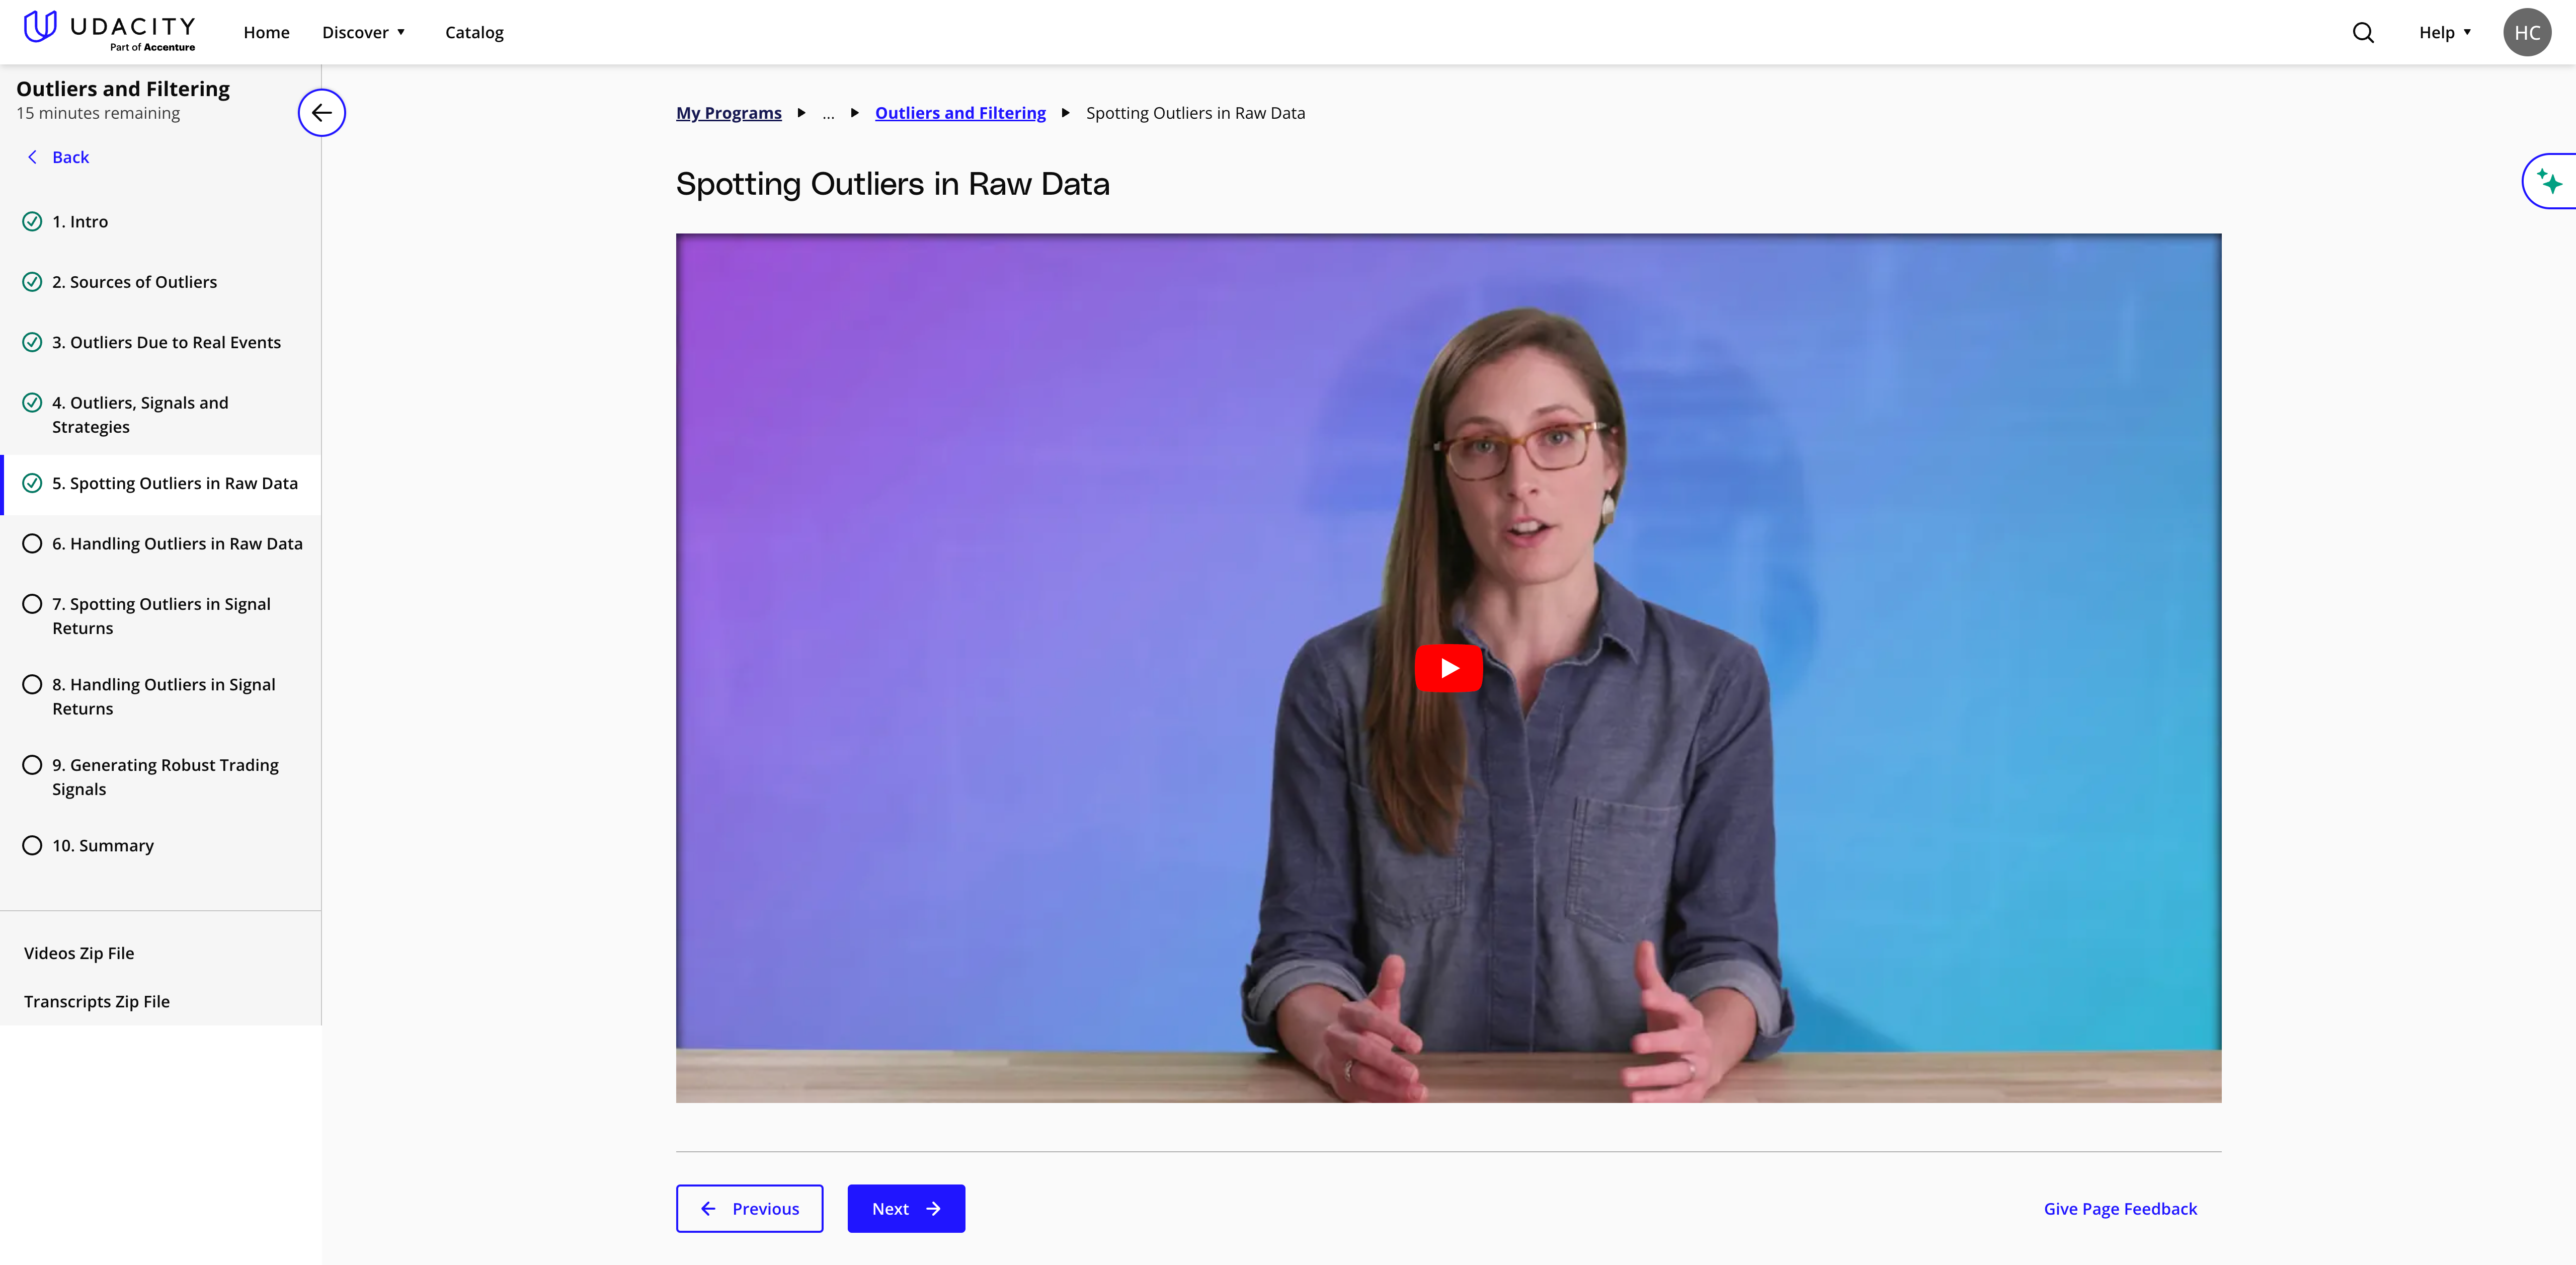 UDACITY
Part of Accenture
Home
Discover
Catalog
Help
HC
Outliers and Filtering
15 minutes remaining
Back
1. Intro
2. Sources of Outliers
3. Outliers Due to Real Events
4. Outliers, Signals and
Strategies
5. Spotting Outliers in Raw Data
6. Handling Outliers in Raw Data
7. Spotting Outliers in Signal
Returns
8. Handling Outliers in Signal
Returns
9. Generating Robust Trading
Signals
10. Summary
Videos Zip File
Transcripts Zip File
My Programs ... Outliers and Filtering Spotting Outliers in Raw Data
Spotting Outliers in Raw Data
Previous
Next
Give Page Feedback